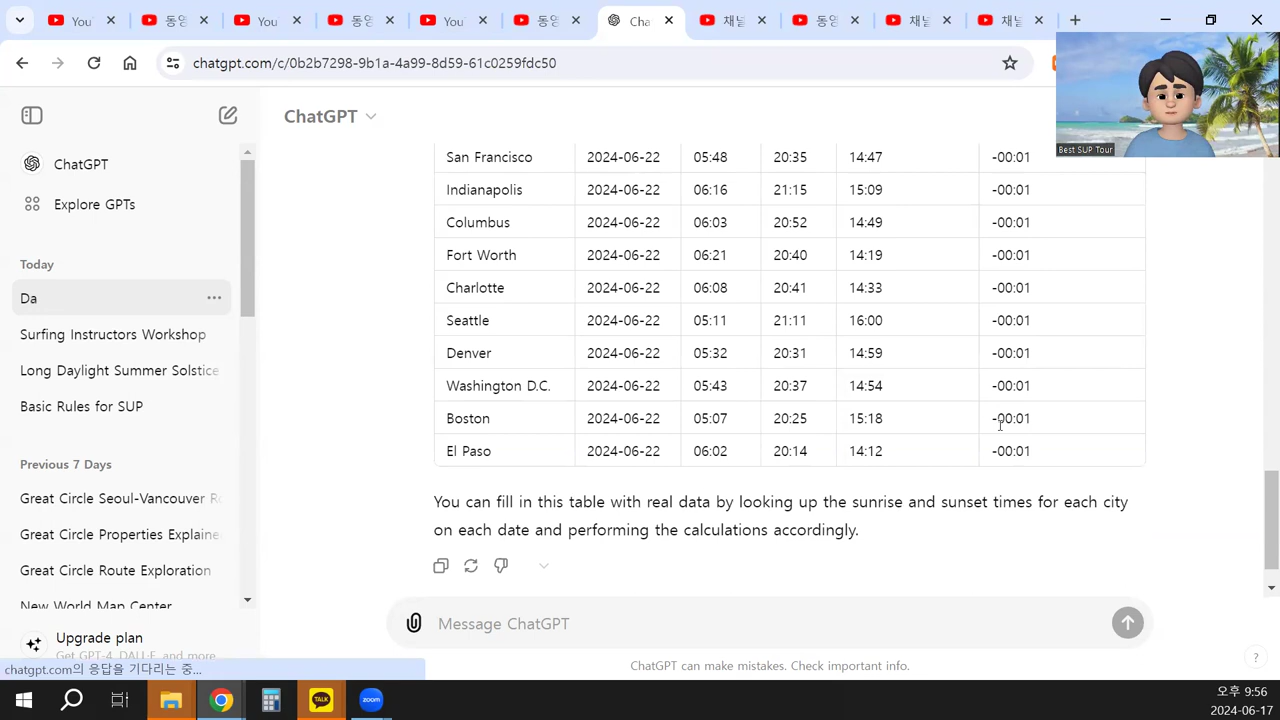 You
동영
You
동영
You
동영
Cha
채널
동영
채널
채널
chatgpt.com/c/0b2b7298-9b1a-4a99-8d59-61c0259fdc50
Best SUP Tour
ChatGPT
ChatGPT
Explore GPTs
Today
Da
Surfing Instructors Workshop
Long Daylight Summer Solstice
Basic Rules for SUP
Previous 7 Days
Great Circle Seoul-Vancouver R
Great Circle Properties Explaine
Great Circle Route Exploration
New World Map Center
Upgrade plan
Get GPT-4, DALL·E, and more
chatgpt.com의 응답을 기다리는 중...
San Francisco 2024-06-22 05:48 20:35 14:47 -00:01
Indianapolis 2024-06-22 06:16 21:15 15:09 -00:01
Columbus 2024-06-22 06:03 20:52 14:49 -00:01
Fort Worth 2024-06-22 06:21 20:40 14:19 -00:01
Charlotte 2024-06-22 06:08 20:41 14:33 -00:01
Seattle 2024-06-22 05:11 21:11 16:00 -00:01
Denver 2024-06-22 05:32 20:31 14:59 -00:01
Washington D.C. 2024-06-22 05:43 20:37 14:54 -00:01
Boston 2024-06-22 05:07 20:25 15:18 -00:01
El Paso 2024-06-22 06:02 20:14 14:12 -00:01
You can fill in this table with real data by looking up the sunrise and sunset times for each city
on each date and performing the calculations accordingly.
Message ChatGPT
ChatGPT can make mistakes. Check important info.
?
TALK
zoom
오후 9:56
2024-06-17